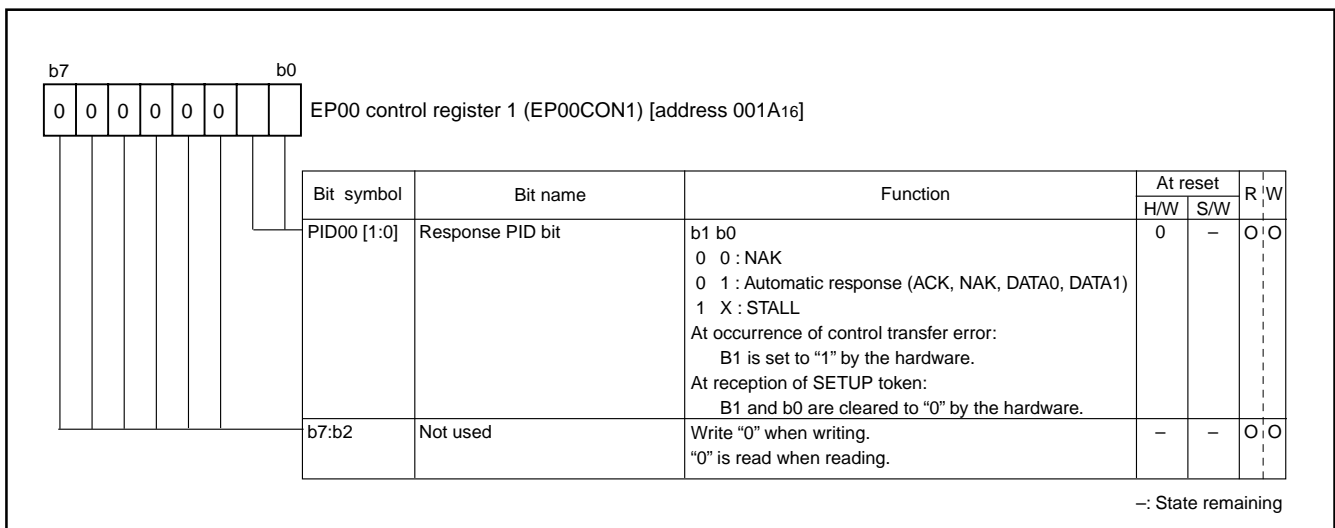 b7 b0
0 0 0 0 0 0
EP00 control register 1 (EP00CON1) [address 001A16]
Bit symbol Bit name Function At reset R W
H/W S/W
PID00 [1:0] Response PID bit b1 b0 0 – O O
0 0 : NAK
0 1 : Automatic response (ACK, NAK, DATA0, DATA1)
1 X : STALL
At occurrence of control transfer error:
B1 is set to “1” by the hardware.
At reception of SETUP token:
B1 and b0 are cleared to “0” by the hardware.
b7:b2 Not used Write “0” when writing. – – O O
“0” is read when reading.
–: State remaining